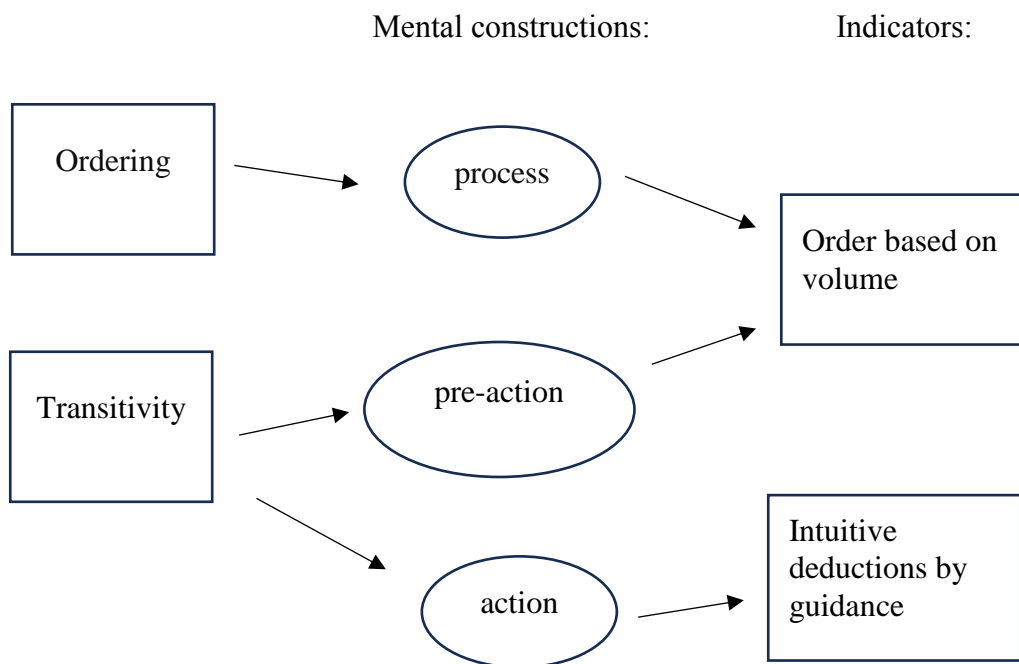 Mental constructions:
Indicators:
Ordering
process
Order based on
volume
Transitivity
pre-action
action
Intuitive
deductions by
guidance